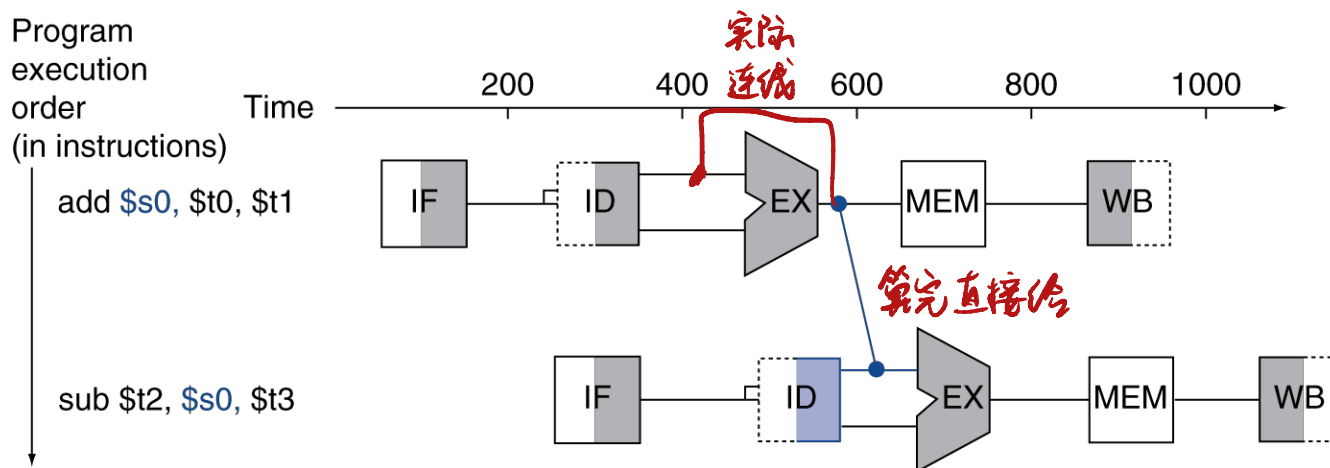 Program
execution
order
(in instructions)
Time
200 400 600 800 1000
实际
连线
add $s0, $t0, $t1
IF ID EX MEM WB
算完直接给
sub $t2, $s0, $t3
IF ID EX MEM WB